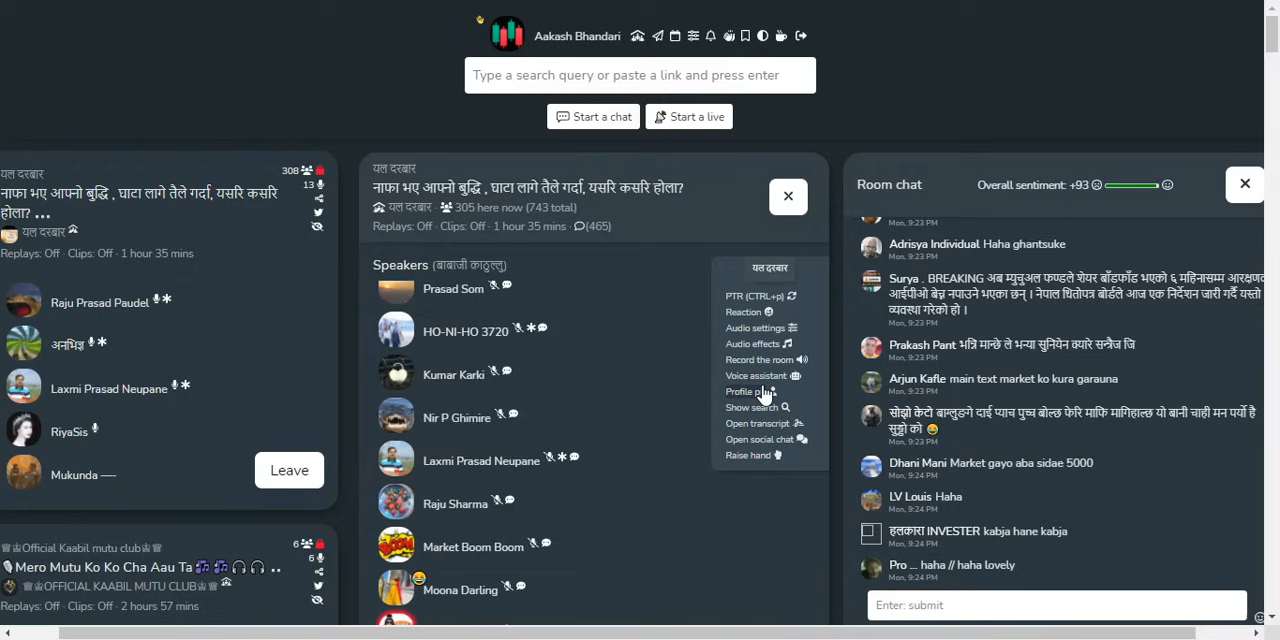 Aakash Bhandari
Type a search query or paste a link and press enter
Start a chat
Start a live
यल दरबार
308
13
नाफा भए आफ्नो बुद्धि , घाटा लागे तैले गर्दा, यसरि कसरि
होला? ...
यल दरबार
Replays: Off · Clips: Off · 1 hour 35 mins
Raju Prasad Paudel
अनभिज्ञ
Laxmi Prasad Neupane
RiyaSis
Mukunda —-
Leave
♕♔Official Kaabil mutu club♔♕
6
6
Mero Mutu Ko Ko Cha Aau Ta
..
♕♔OFFICIAL KAABIL MUTU CLUB♔♕
Replays: Off · Clips: Off · 2 hours 57 mins
यल दरबार
नाफा भए आफ्नो बुद्धि , घाटा लागे तैले गर्दा, यसरि कसरि होला?
यल दरबार · 305 here now (743 total)
Replays: Off · Clips: Off · 1 hour 35 mins · (465)
Speakers (बाबाजी काठुल्लु)
Prasad Som
HO-NI-HO 3720
Kumar Karki
Nir P Ghimire
Laxmi Prasad Neupane
Raju Sharma
Market Boom Boom
Moona Darling
यल दरबार
PTR (CTRL+p)
Reaction
Audio settings
Audio effects
Record the room
Voice assistant
Profile
Show search
Open transcript
Open social chat
Raise hand
Room chat
Overall sentiment: +93
Mon, 9:23 PM
Adrisya Individual Haha ghantsuke
Mon, 9:23 PM
Surya . BREAKING अब म्युचुअल फण्डले शेयर बाँडफाँड भएको ६ महिनासम्म आरक्षण
आईपीओ बेच्न नपाउने भएका छन् । नेपाल धितोपत्र बोर्डले आज एक निर्देशन जारी गर्दै यस्तो
व्यवस्था गरेको हो ।
Mon, 9:23 PM
Prakash Pant भन्नि मान्छे ले भन्या सुनियेन क्यारे सन्त्रैज जि
Mon, 9:23 PM
Arjun Kafle main text market ko kura garauna
Mon, 9:23 PM
सोझो केटो बाग्लुङगे दाई प्याच पुच्च बोल्छ फेरि माफि मागिहाल्छ यो बानी चाही मन पर्यो है
सुड्डो को 😂
Mon, 9:23 PM
Dhani Mani Market gayo aba sidae 5000
Mon, 9:23 PM
LV Louis Haha
Mon, 9:24 PM
हलकारा INVESTER kabja hane kabja
Mon, 9:24 PM
Pro ... haha // haha lovely
Mon, 9:24 PM
Enter: submit